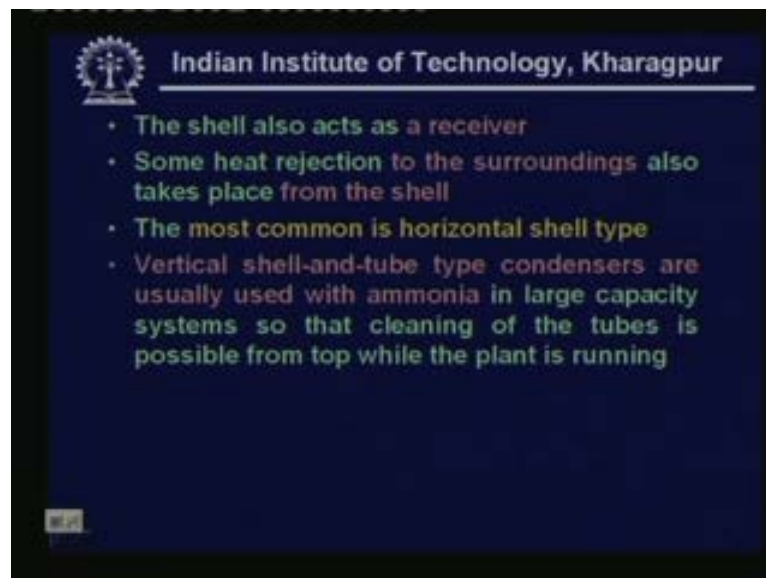 Indian Institute of Technology, Kharagpur
• The shell also acts as a receiver
• Some heat rejection to the surroundings also
takes place from the shell
• The most common is horizontal shell type
• Vertical shell-and-tube type condensers are
usually used with ammonia in large capacity
systems so that cleaning of the tubes is
possible from top while the plant is running